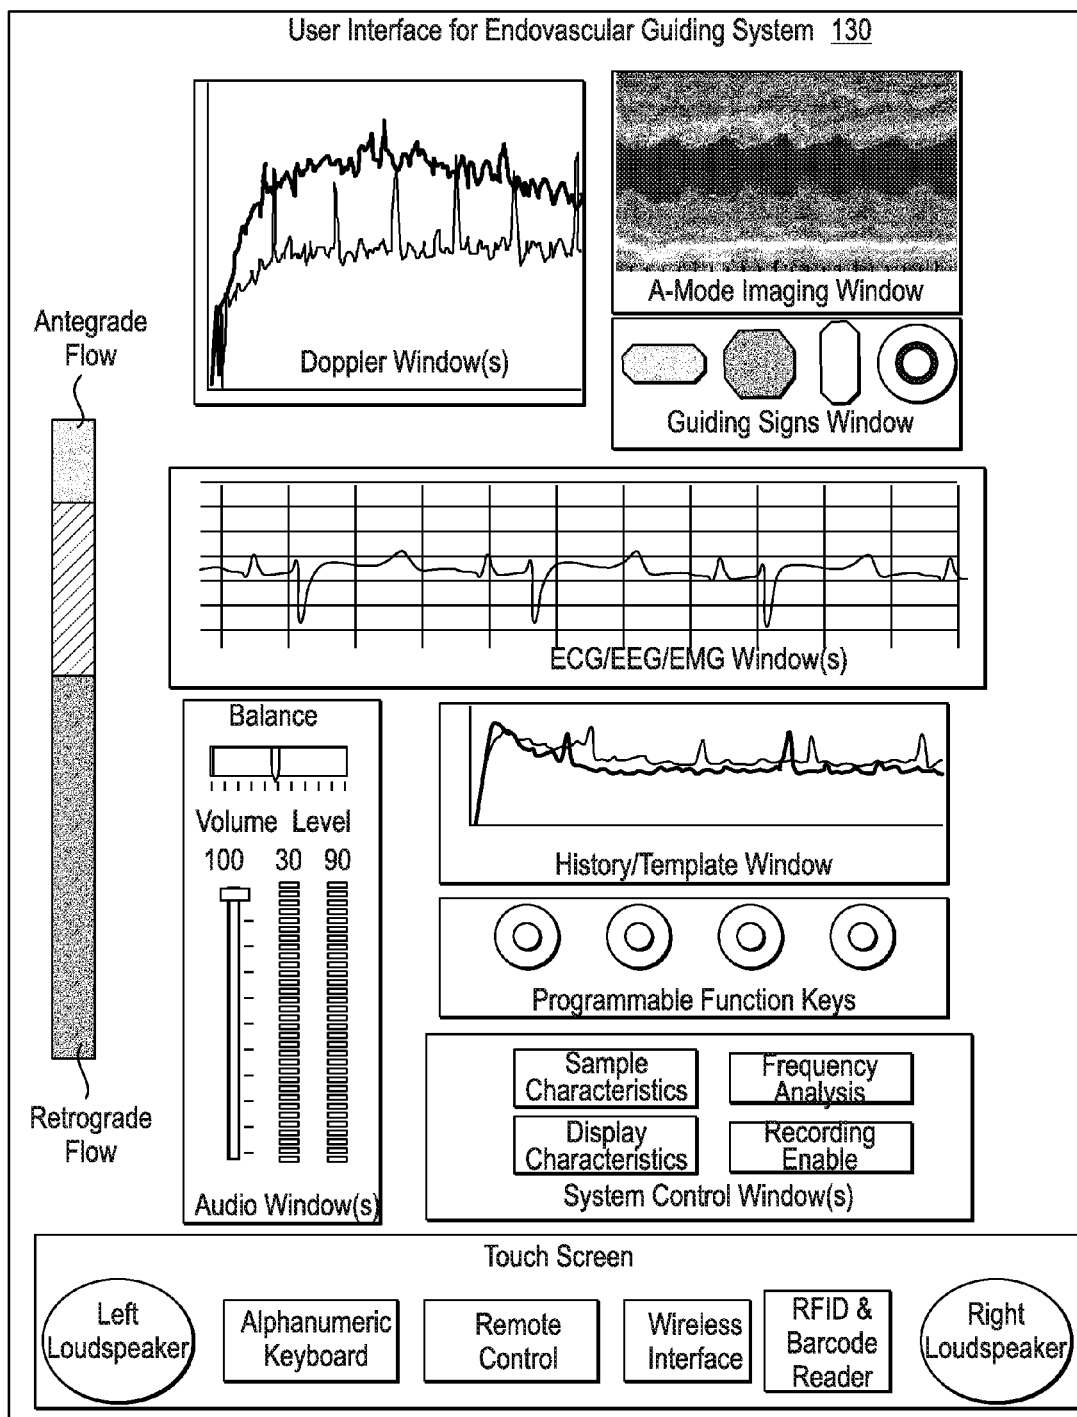 User Interface for Endovascular Guiding System 130
Doppler Window(s)
A-Mode Imaging Window
Guiding Signs Window
Antegrade
Flow
Retrograde
Flow
ECG/EEG/EMG Window(s)
Balance
Volume Level
100 30 90
Audio Window(s)
History/Template Window
Programmable Function Keys
Sample
Characteristics
Frequency
Analysis
Display
Characteristics
Recording
Enable
System Control Window(s)
Touch Screen
Left
Loudspeaker
Alphanumeric
Keyboard
Remote
Control
Wireless
Interface
RFID &
Barcode
Reader
Right
Loudspeaker